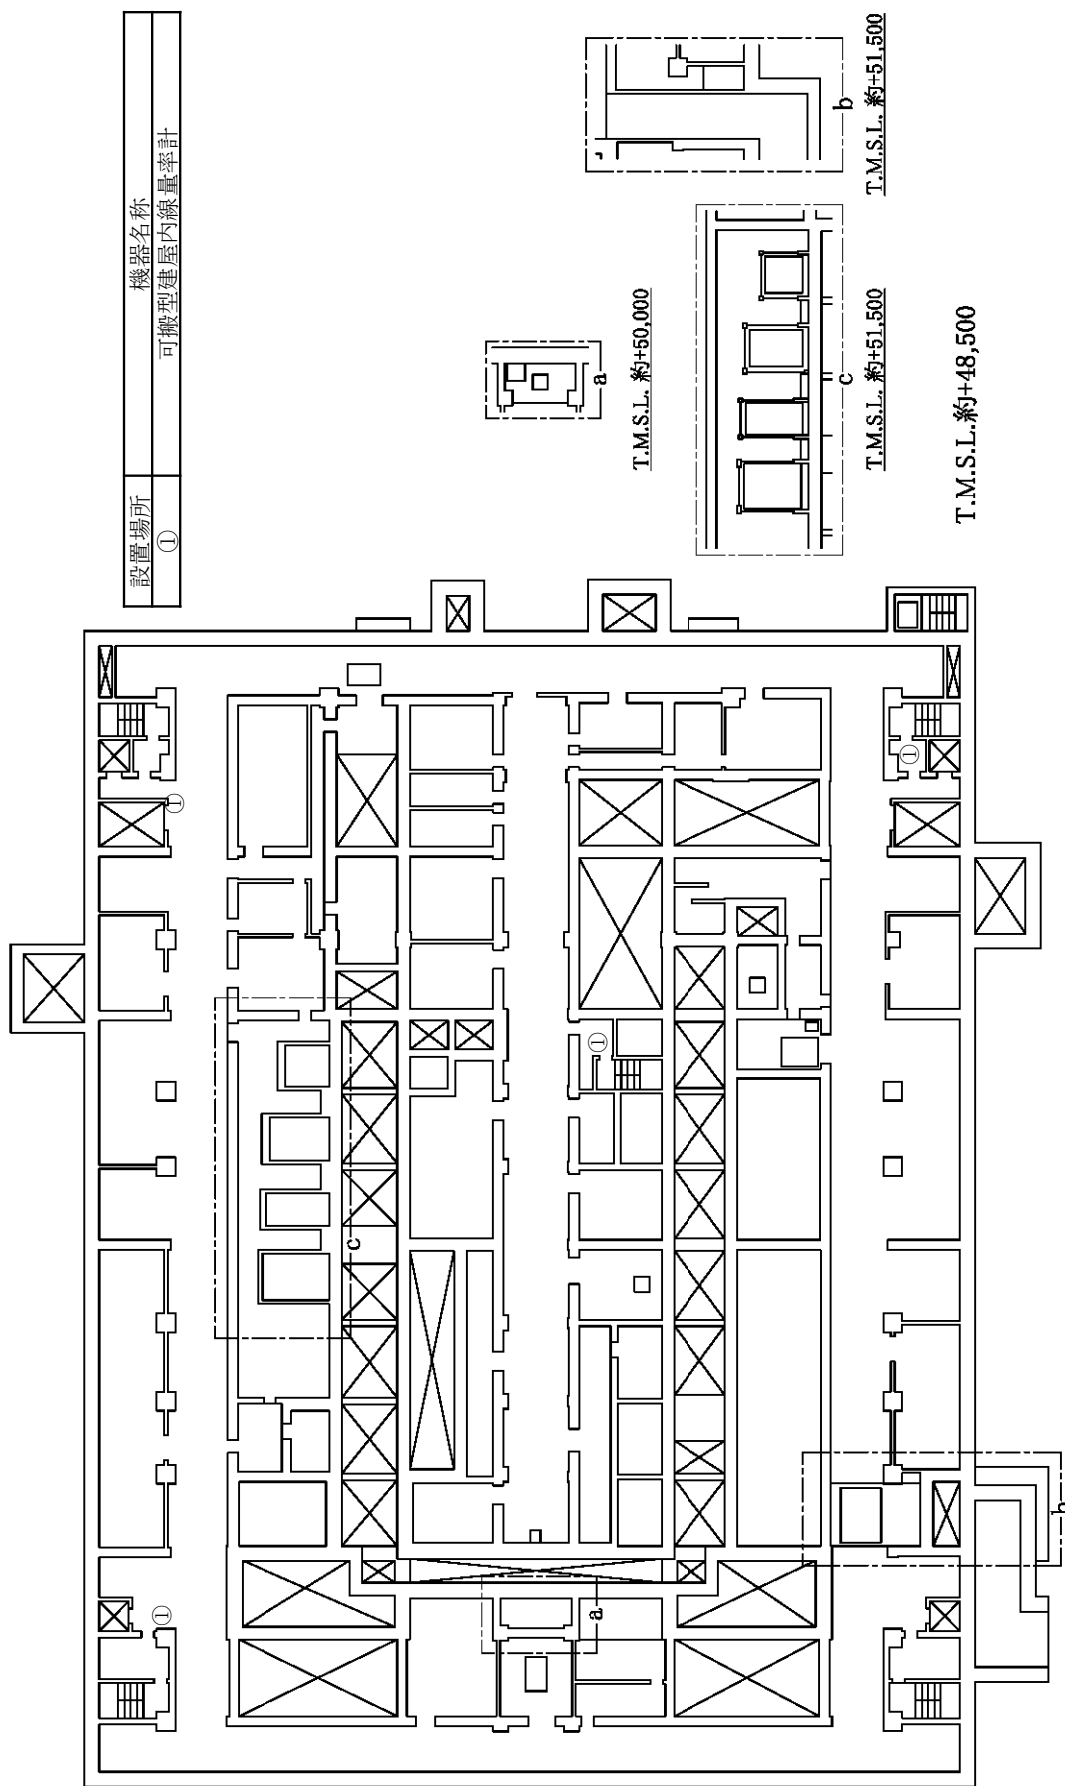 設置場所 機器名称
① 可搬型建屋内線量率計
a
T.M.S.L. 約+50,000
b
T.M.S.L. 約+51,500
c
T.M.S.L. 約+51,500
T.M.S.L.約+48,500
①
①
①
①
c
a
b